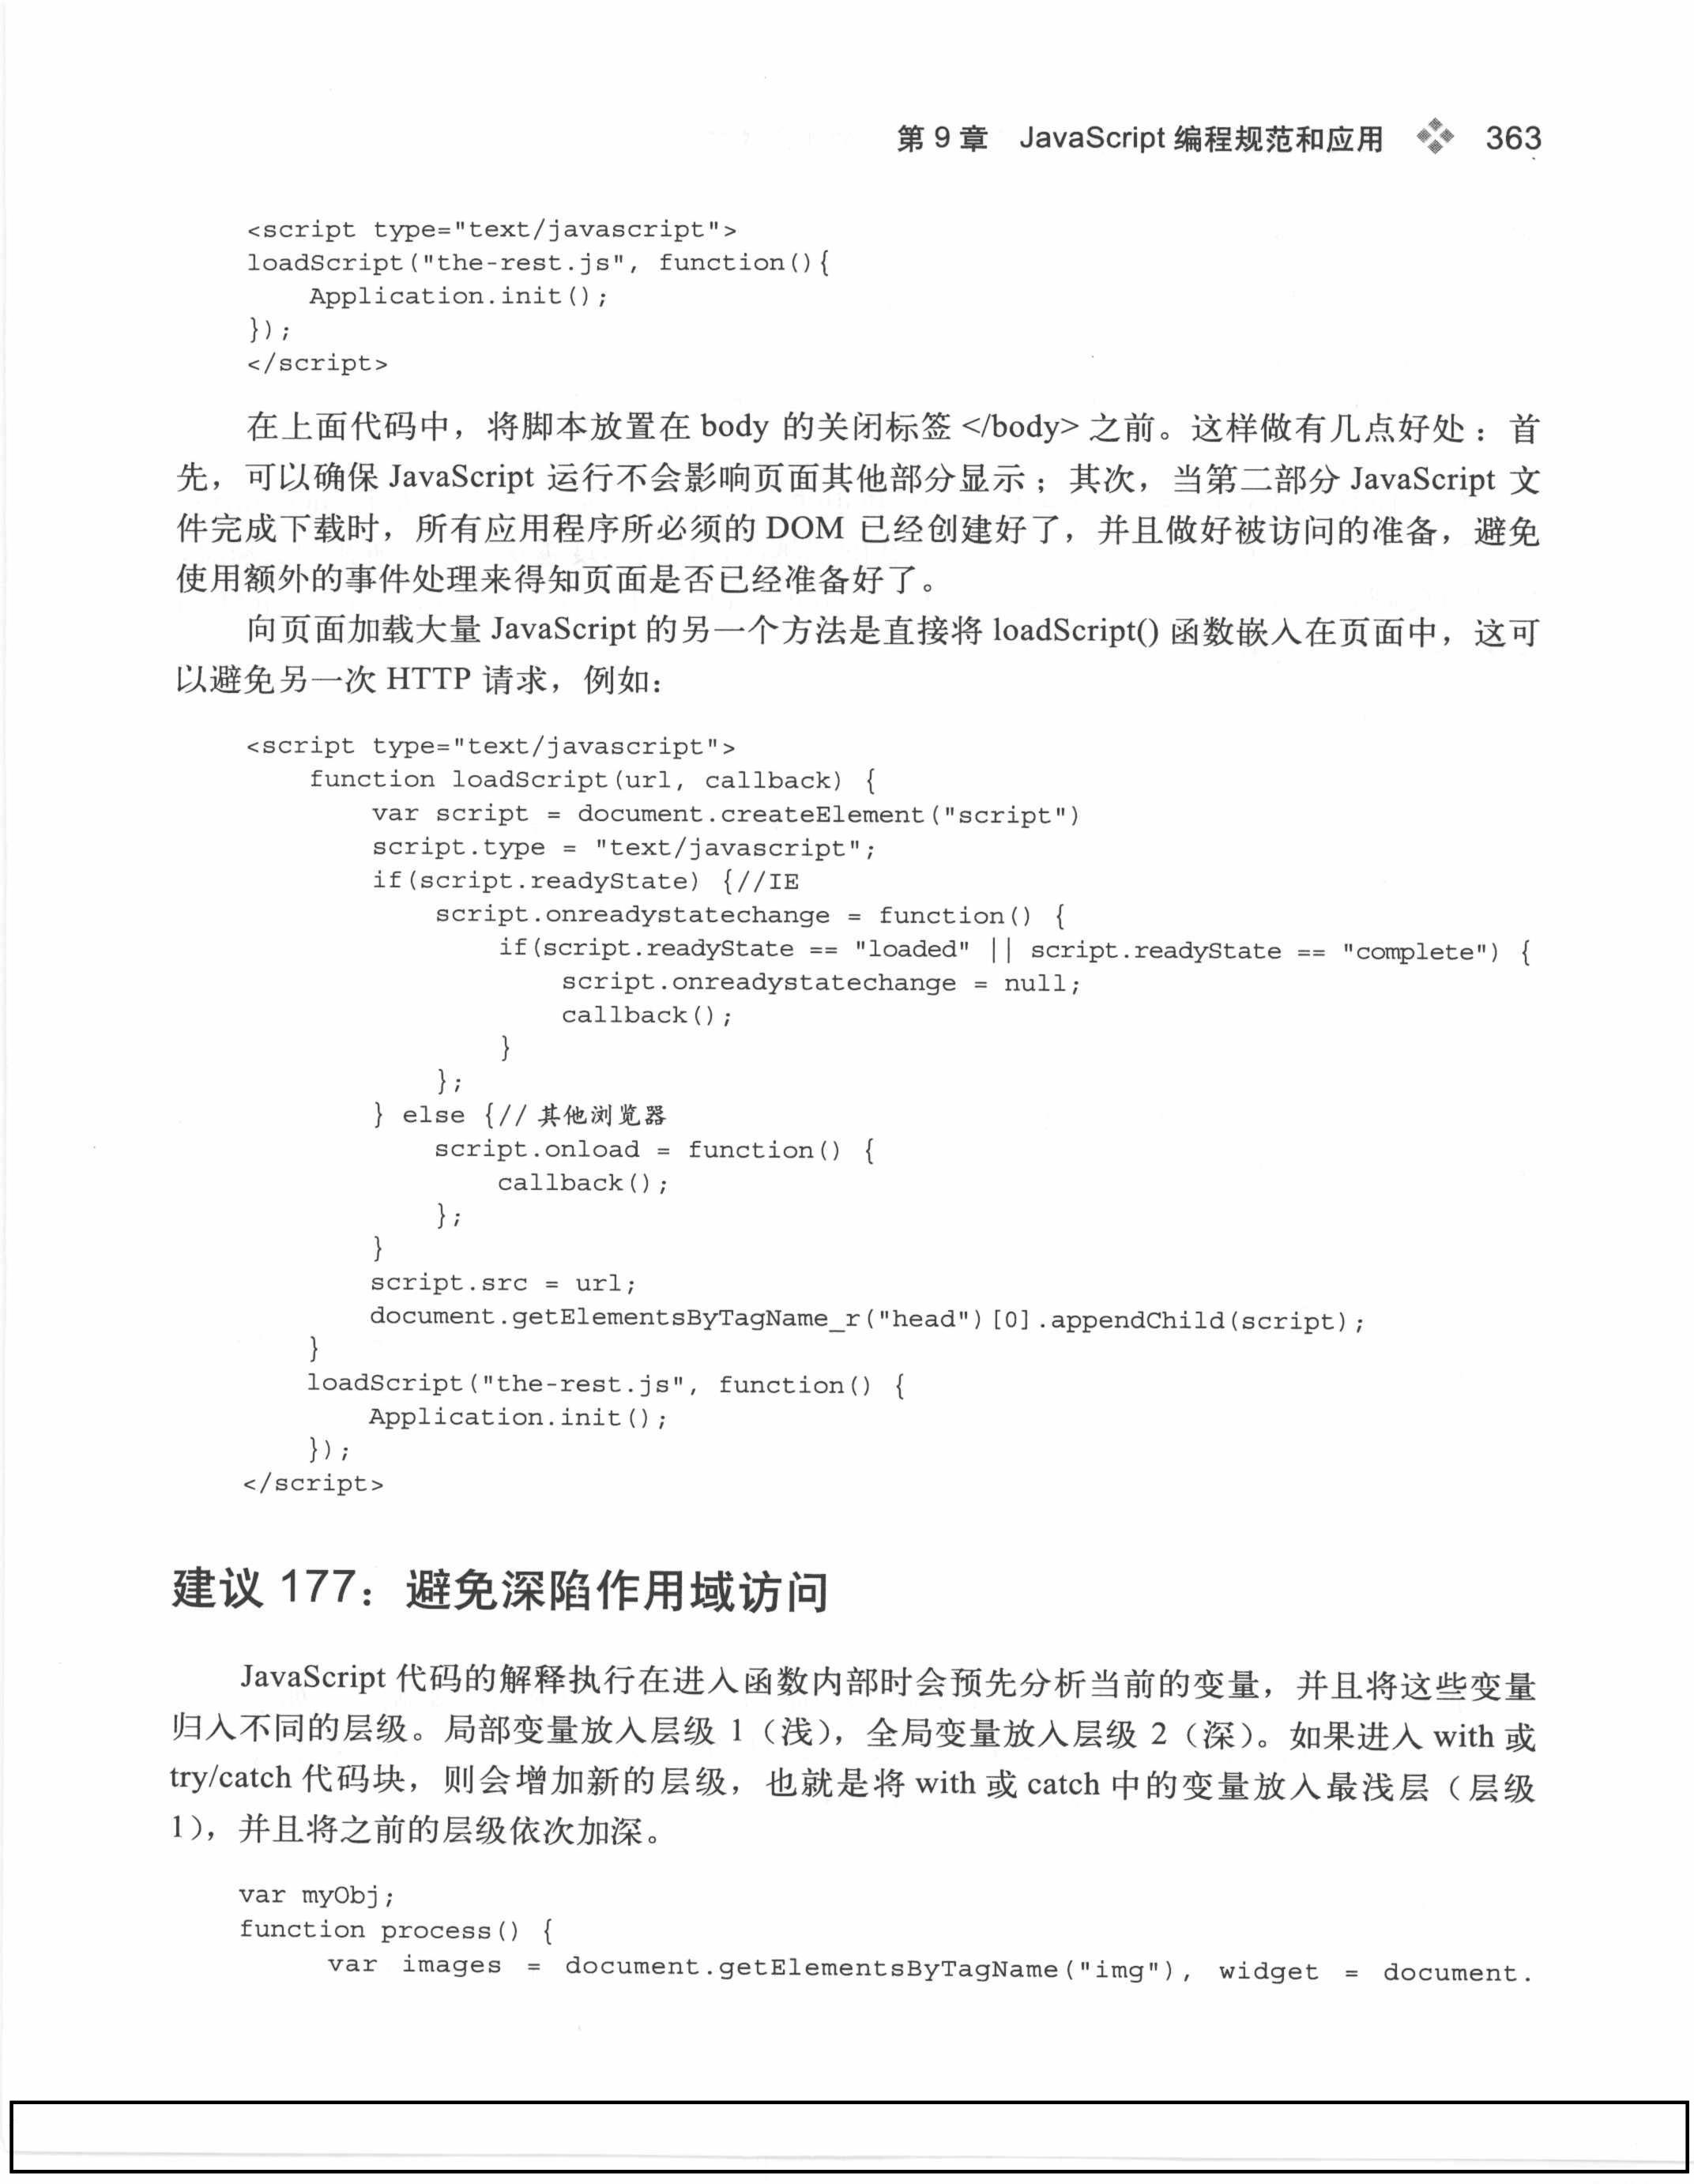 第 9 章 JavaScript 编程规范和应用 363
<script type="text/javascript">
loadScript("the-rest.js", function(){
    Application.init();
});
</script>
在上面代码中，将脚本放置在 body 的关闭标签 </body> 之前。这样做有几点好处：首
先，可以确保 JavaScript 运行不会影响页面其他部分显示；其次，当第二部分 JavaScript 文
件完成下载时，所有应用程序所必须的 DOM 已经创建好了，并且做好被访问的准备，避免
使用额外的事件处理来得知页面是否已经准备好了。
向页面加载大量 JavaScript 的另一个方法是直接将 loadScript() 函数嵌入在页面中，这可
以避免另一次 HTTP 请求，例如：
<script type="text/javascript">
    function loadScript(url, callback) {
        var script = document.createElement("script")
        script.type = "text/javascript";
        if(script.readyState) {//IE
            script.onreadystatechange = function() {
                if(script.readyState == "loaded" || script.readyState == "complete") {
                    script.onreadystatechange = null;
                    callback();
                }
            };
        } else {// 其他浏览器
            script.onload = function() {
                callback();
            };
        }
        script.src = url;
        document.getElementsByTagName_r("head")[0].appendChild(script);
    }
    loadScript("the-rest.js", function() {
        Application.init();
    });
</script>
建议 177：避免深陷作用域访问
JavaScript 代码的解释执行在进入函数内部时会预先分析当前的变量，并且将这些变量
归入不同的层级。局部变量放入层级 1（浅），全局变量放入层级 2（深）。如果进入 with 或
try/catch 代码块，则会增加新的层级，也就是将 with 或 catch 中的变量放入最浅层（层级
1），并且将之前的层级依次加深。
var myObj;
function process() {
    var images = document.getElementsByTagName("img"), widget = document.